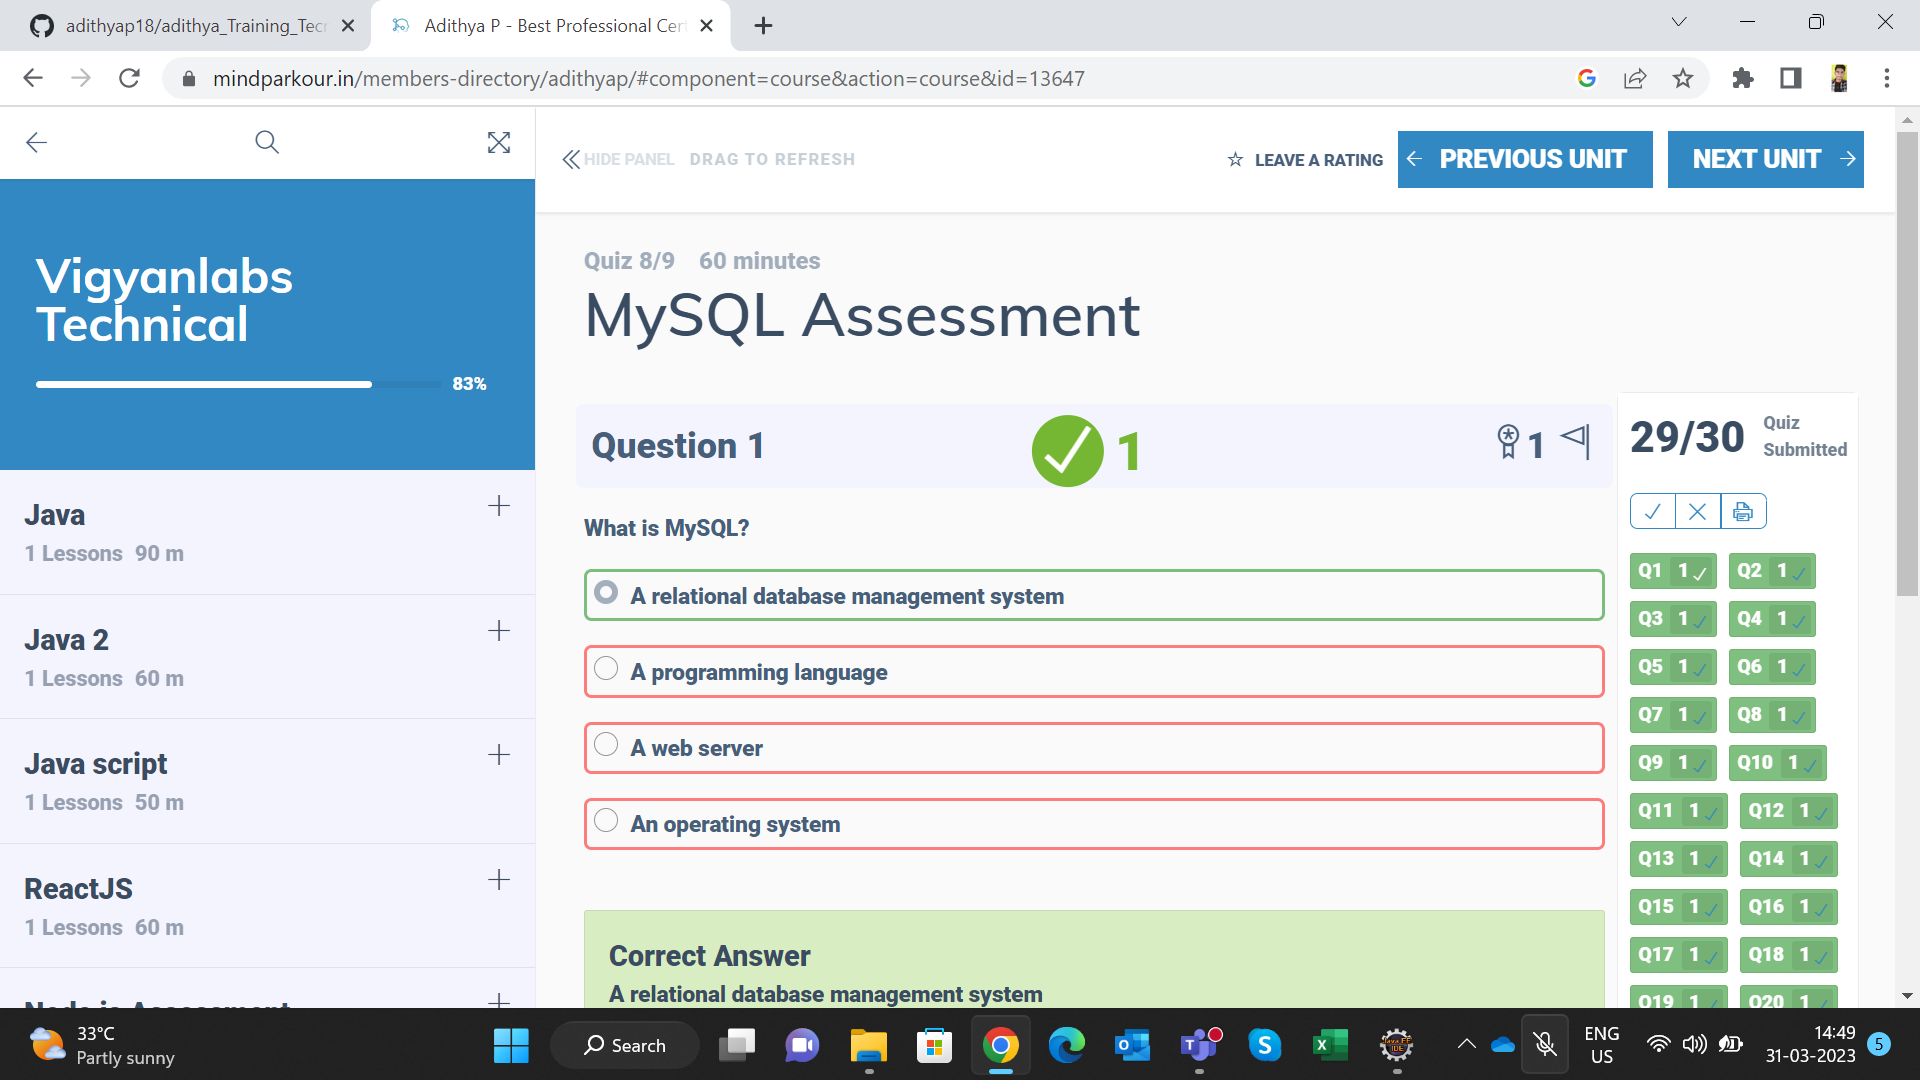 adithyap18/adithya_Training_Tecr
Adithya P - Best Professional Cer
mindparkour.in/members-directory/adithyap/#component=course&action=course&id=13647
HIDE PANEL DRAG TO REFRESH
LEAVE A RATING
PREVIOUS UNIT
NEXT UNIT
Vigyanlabs
Technical
83%
Java
1 Lessons 90 m
Java 2
1 Lessons 60 m
Java script
1 Lessons 50 m
ReactJS
1 Lessons 60 m
Node js Assessment
Quiz 8/9 60 minutes
MySQL Assessment
Question 1
1
1
What is MySQL?
A relational database management system
A programming language
A web server
An operating system
Correct Answer
A relational database management system
29/30
Quiz
Submitted
Q1 1 Q2 1
Q3 1 Q4 1
Q5 1 Q6 1
Q7 1 Q8 1
Q9 1 Q10 1
Q11 1 Q12 1
Q13 1 Q14 1
Q15 1 Q16 1
Q17 1 Q18 1
Q19 1 Q20 1
33°C
Partly sunny
Search
Java EE
IDE
ENG
US
14:49
31-03-2023
5